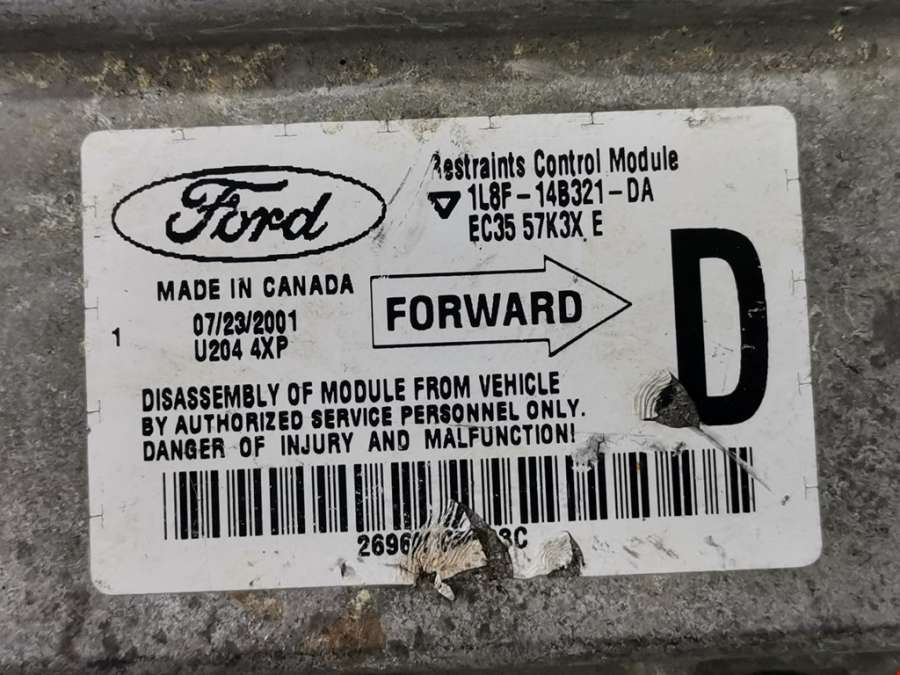 Ford
Restraints Control Module
1L8F-14B321-DA
EC35 57K3X E
MADE IN CANADA
FORWARD
D
1
07/23/2001
U204 4XP
DISASSEMBLY OF MODULE FROM VEHICLE
BY AUTHORIZED SERVICE PERSONNEL ONLY.
DANGER OF INJURY AND MALFUNCTION!